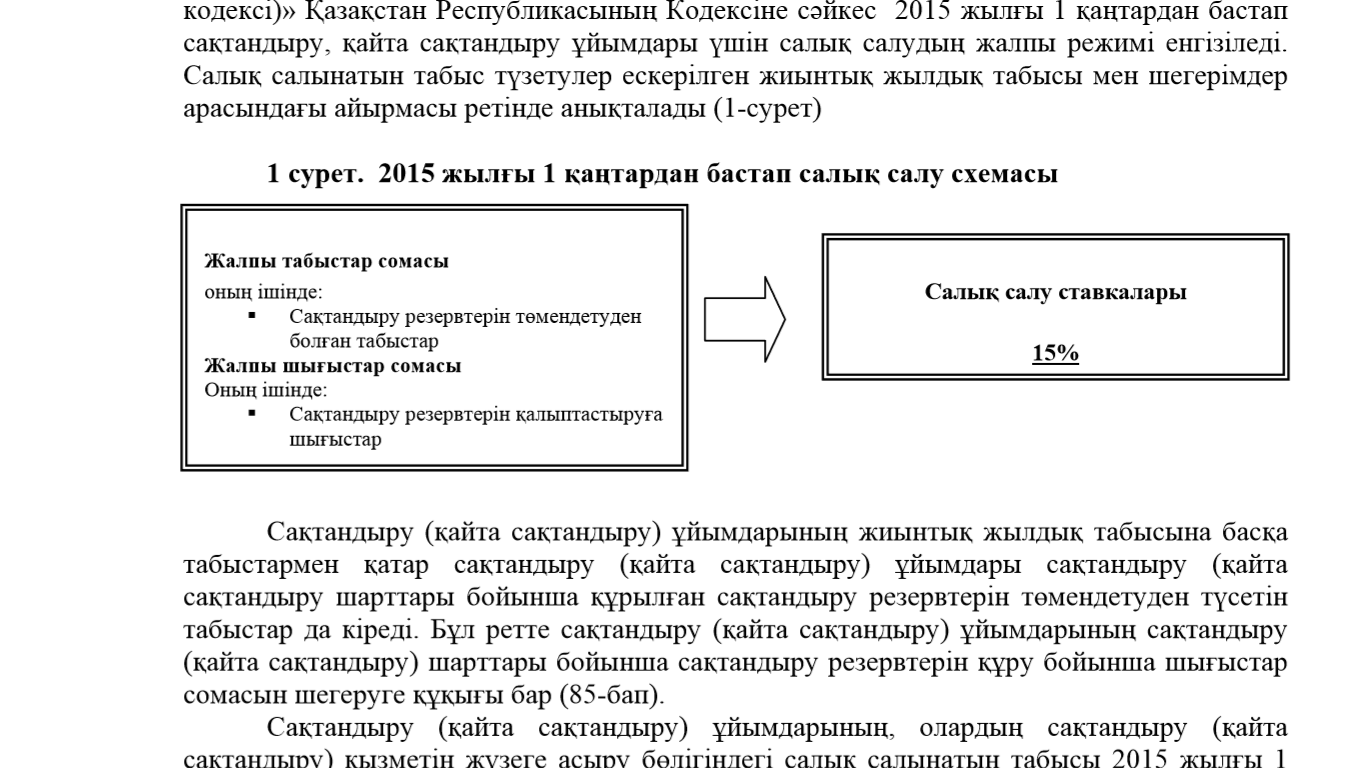 кодексі)» Қазақстан Республикасының Кодексіне сәйкес  2015 жылғы 1 қаңтардан бастап
сақтандыру, қайта сақтандыру ұйымдары үшін салық салудың жалпы режимі енгізіледі.
Салық салынатын табыс түзетулер ескерілген жиынтық жылдық табысы мен шегерімдер
арасындағы айырмасы ретінде анықталады (1-сурет)
1 сурет.  2015 жылғы 1 қаңтардан бастап салық салу схемасы
Жалпы табыстар сомасы
оның ішінде:
▪ Сақтандыру резервтерін төмендетуден
болған табыстар
Жалпы шығыстар сомасы
Оның ішінде:
▪ Сақтандыру резервтерін қалыптастыруға
шығыстар
Салық салу ставкалары
15%
Сақтандыру (қайта сақтандыру) ұйымдарының жиынтық жылдық табысына басқа
табыстармен қатар сақтандыру (қайта сақтандыру) ұйымдары сақтандыру (қайта
сақтандыру шарттары бойынша құрылған сақтандыру резервтерін төмендетуден түсетін
табыстар да кіреді. Бұл ретте сақтандыру (қайта сақтандыру) ұйымдарының сақтандыру
(қайта сақтандыру) шарттары бойынша сақтандыру резервтерін құру бойынша шығыстар
сомасын шегеруге құқығы бар (85-бап).
Сақтандыру (қайта сақтандыру) ұйымдарының, олардың сақтандыру (қайта
сақтандыру) қызметін жүзеге асыру бөлігіндегі салық салынатын табысы 2015 жылғы 1